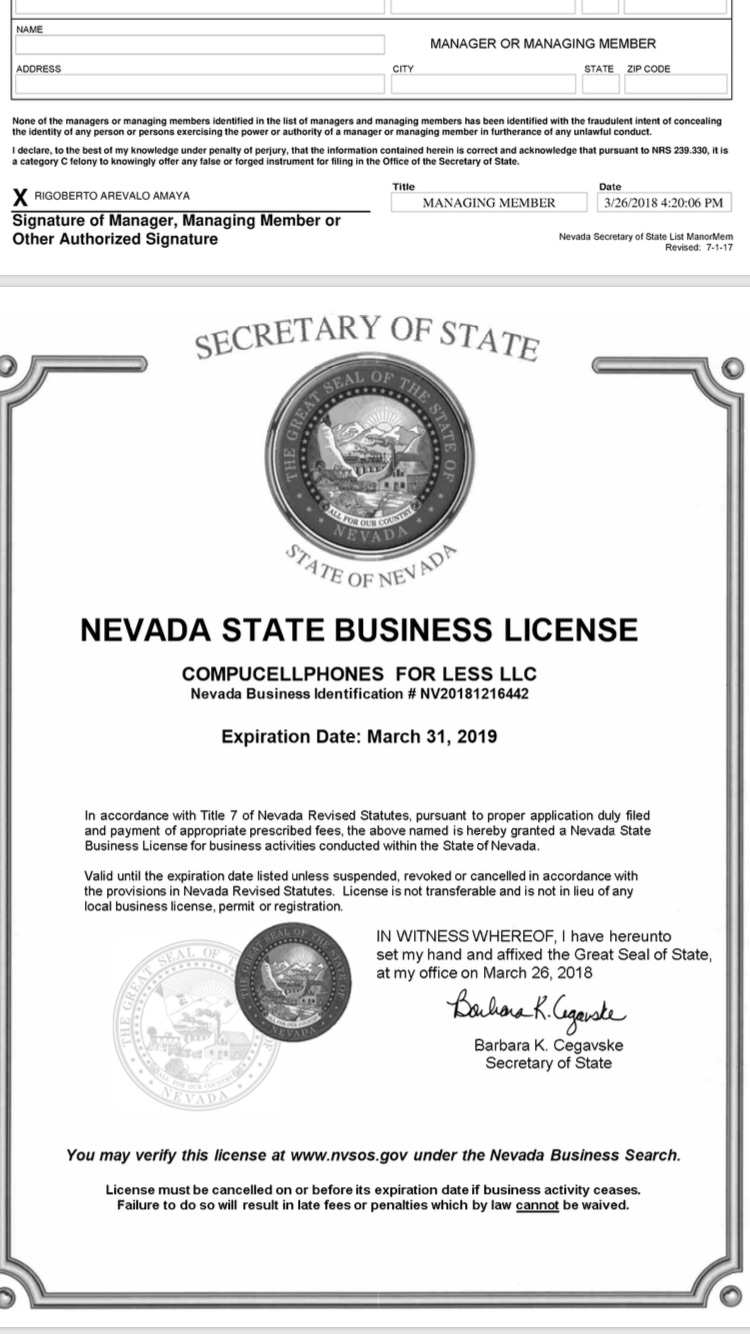 NAME
MANAGER OR MANAGING MEMBER
ADDRESS CITY STATE ZIP CODE
None of the managers or managing members identified in the list of managers and managing members has been identified with the fraudulent intent of concealing
the identity of any person or persons exercising the power or authority of a manager or managing member in furtherance of any unlawful conduct.
I declare, to the best of my knowledge under penalty of perjury, that the information contained herein is correct and acknowledge that pursuant to NRS 239.330, it is
a category C felony to knowingly offer any false or forged instrument for filing in the Office of the Secretary of State.
Title Date
X RIGOBERTO AREVALO AMAYA MANAGING MEMBER 3/26/2018 4:20:06 PM
Signature of Manager, Managing Member or
Other Authorized Signature
Nevada Secretary of State List ManorMem
Revised: 7-1-17
SECRETARY OF STATE
THE GREAT SEAL OF THE STATE OF
ALL FOR OUR COUNTRY
NEVADA
STATE OF NEVADA
NEVADA STATE BUSINESS LICENSE
COMPUCELLPHONES FOR LESS LLC
Nevada Business Identification # NV20181216442
Expiration Date: March 31, 2019
In accordance with Title 7 of Nevada Revised Statutes, pursuant to proper application duly filed
and payment of appropriate prescribed fees, the above named is hereby granted a Nevada State
Business License for business activities conducted within the State of Nevada.
Valid until the expiration date listed unless suspended, revoked or cancelled in accordance with
the provisions in Nevada Revised Statutes. License is not transferable and is not in lieu of any
local business license, permit or registration.
THE GREAT SEAL OF
ALL FOR OUR COUNTRY
NEVADA
THE GREAT SEAL OF THE STATE OF
ALL FOR OUR COUNTRY
NEVADA
IN WITNESS WHEREOF, I have hereunto
set my hand and affixed the Great Seal of State,
at my office on March 26, 2018
Barbara K. Cegavske
Barbara K. Cegavske
Secretary of State
You may verify this license at www.nvsos.gov under the Nevada Business Search.
License must be cancelled on or before its expiration date if business activity ceases.
Failure to do so will result in late fees or penalties which by law cannot be waived.